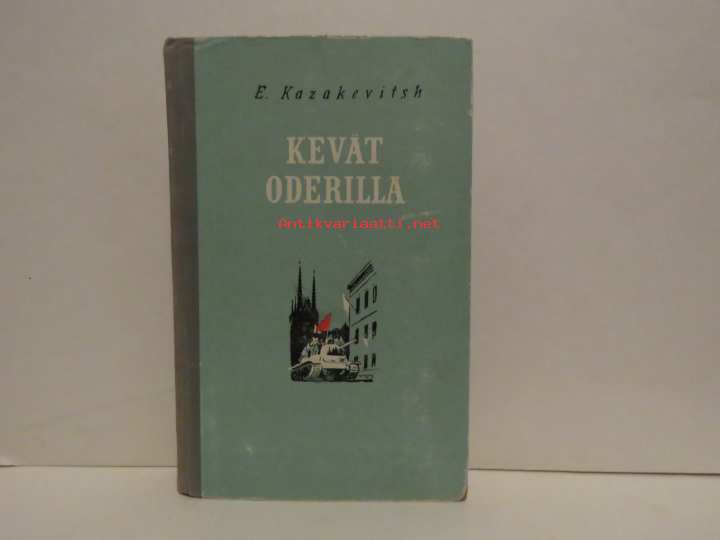 E. Kazakevitsh
KEVÄT
ODERILLA
Antikvariaatti.net